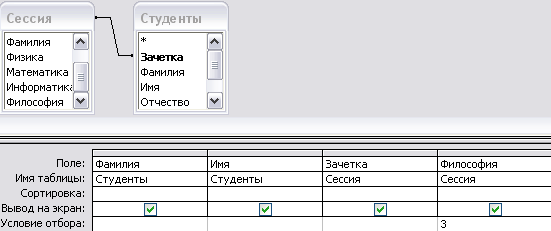 Сессия
Фамилия
Физика
Математика
Информатика
Философия
Студенты
*
Зачетка
Фамилия
Имя
Отчество
Поле: Фамилия Имя Зачетка Философия
Имя таблицы: Студенты Студенты Сессия Сессия
Сортировка:
Вывод на экран:
Условие отбора: 3